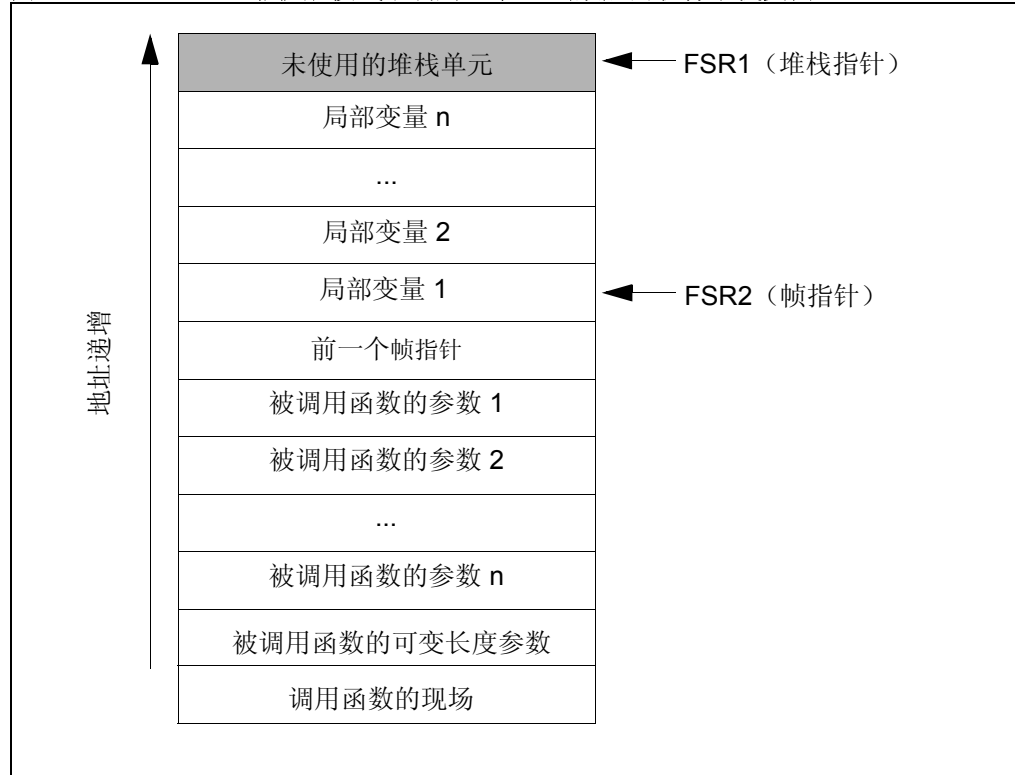 未使用的堆栈单元
FSR1（堆栈指针）
局部变量 n
...
局部变量 2
局部变量 1
FSR2（帧指针）
前一个帧指针
被调用函数的参数 1
被调用函数的参数 2
...
被调用函数的参数 n
被调用函数的可变长度参数
调用函数的现场
地址递增